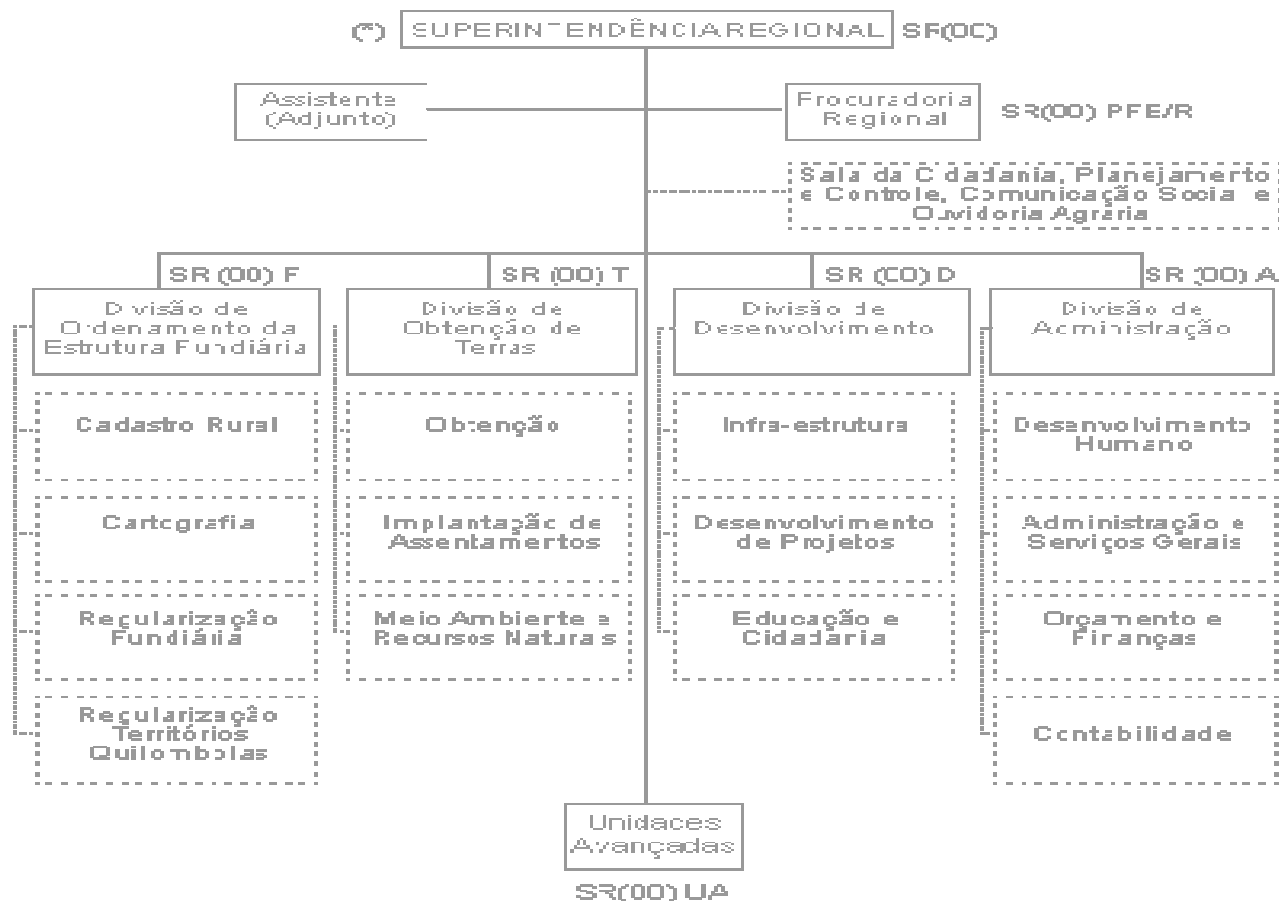 (*) SUPERINTENDÊNCIA REGIONAL SR(00)
Assistente
(Adjunto)
Procuradoria
Regional
SR(00) PFE/R
Sala da Cidadania, Planejamento
e Controle, Comunicação Social e
Ouvidoria Agrária
SR (00) F
SR (00) T
SR (00) D
SR (00) A
Divisão de
Ordenamento da
Estrutura Fundiária
Divisão de
Obtenção de
Terras
Divisão de
Desenvolvimento
Divisão de
Administração
Cadastro Rural
Obtenção
Infra-estrutura
Desenvolvimento
Humano
Cartografia
Implantação de
Assentamentos
Desenvolvimento
de Projetos
Administração e
Serviços Gerais
Regularização
Fundiária
Meio Ambiente e
Recursos Naturais
Educação e
Cidadania
Orçamento e
Finanças
Regularização
Territórios
Quilombolas
Contabilidade
Unidades
Avançadas
SR(00) UA